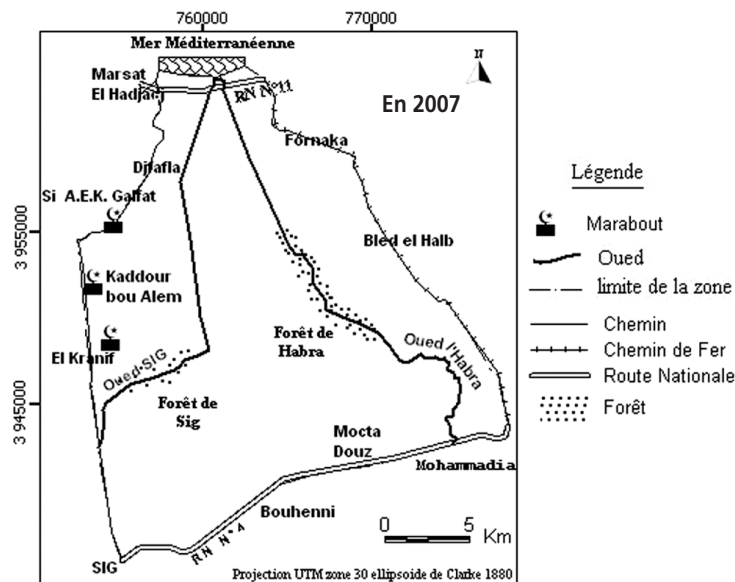 760000
770000
Mer Méditerranéenne
N
Marsat
El Hadjaj
RN N°11
En 2007
Fornaka
Djfafla
Si A.E.K. Galfat
3 955000
Bled el Halb
Kaddour
bou Alem
Forêt de
Habra
Oued l'Habra
El Kranif
Oued SIG
Forêt de
Sig
3 945000
Mocta
Douz
Mohammadia
Bouhenni
RN N°4
SIG
0 5 Km
Projection UTM zone 30 ellipsoide de Clarke 1880
Légende
Marabout
Oued
limite de la zone
Chemin
Chemin de Fer
Route Nationale
Forêt